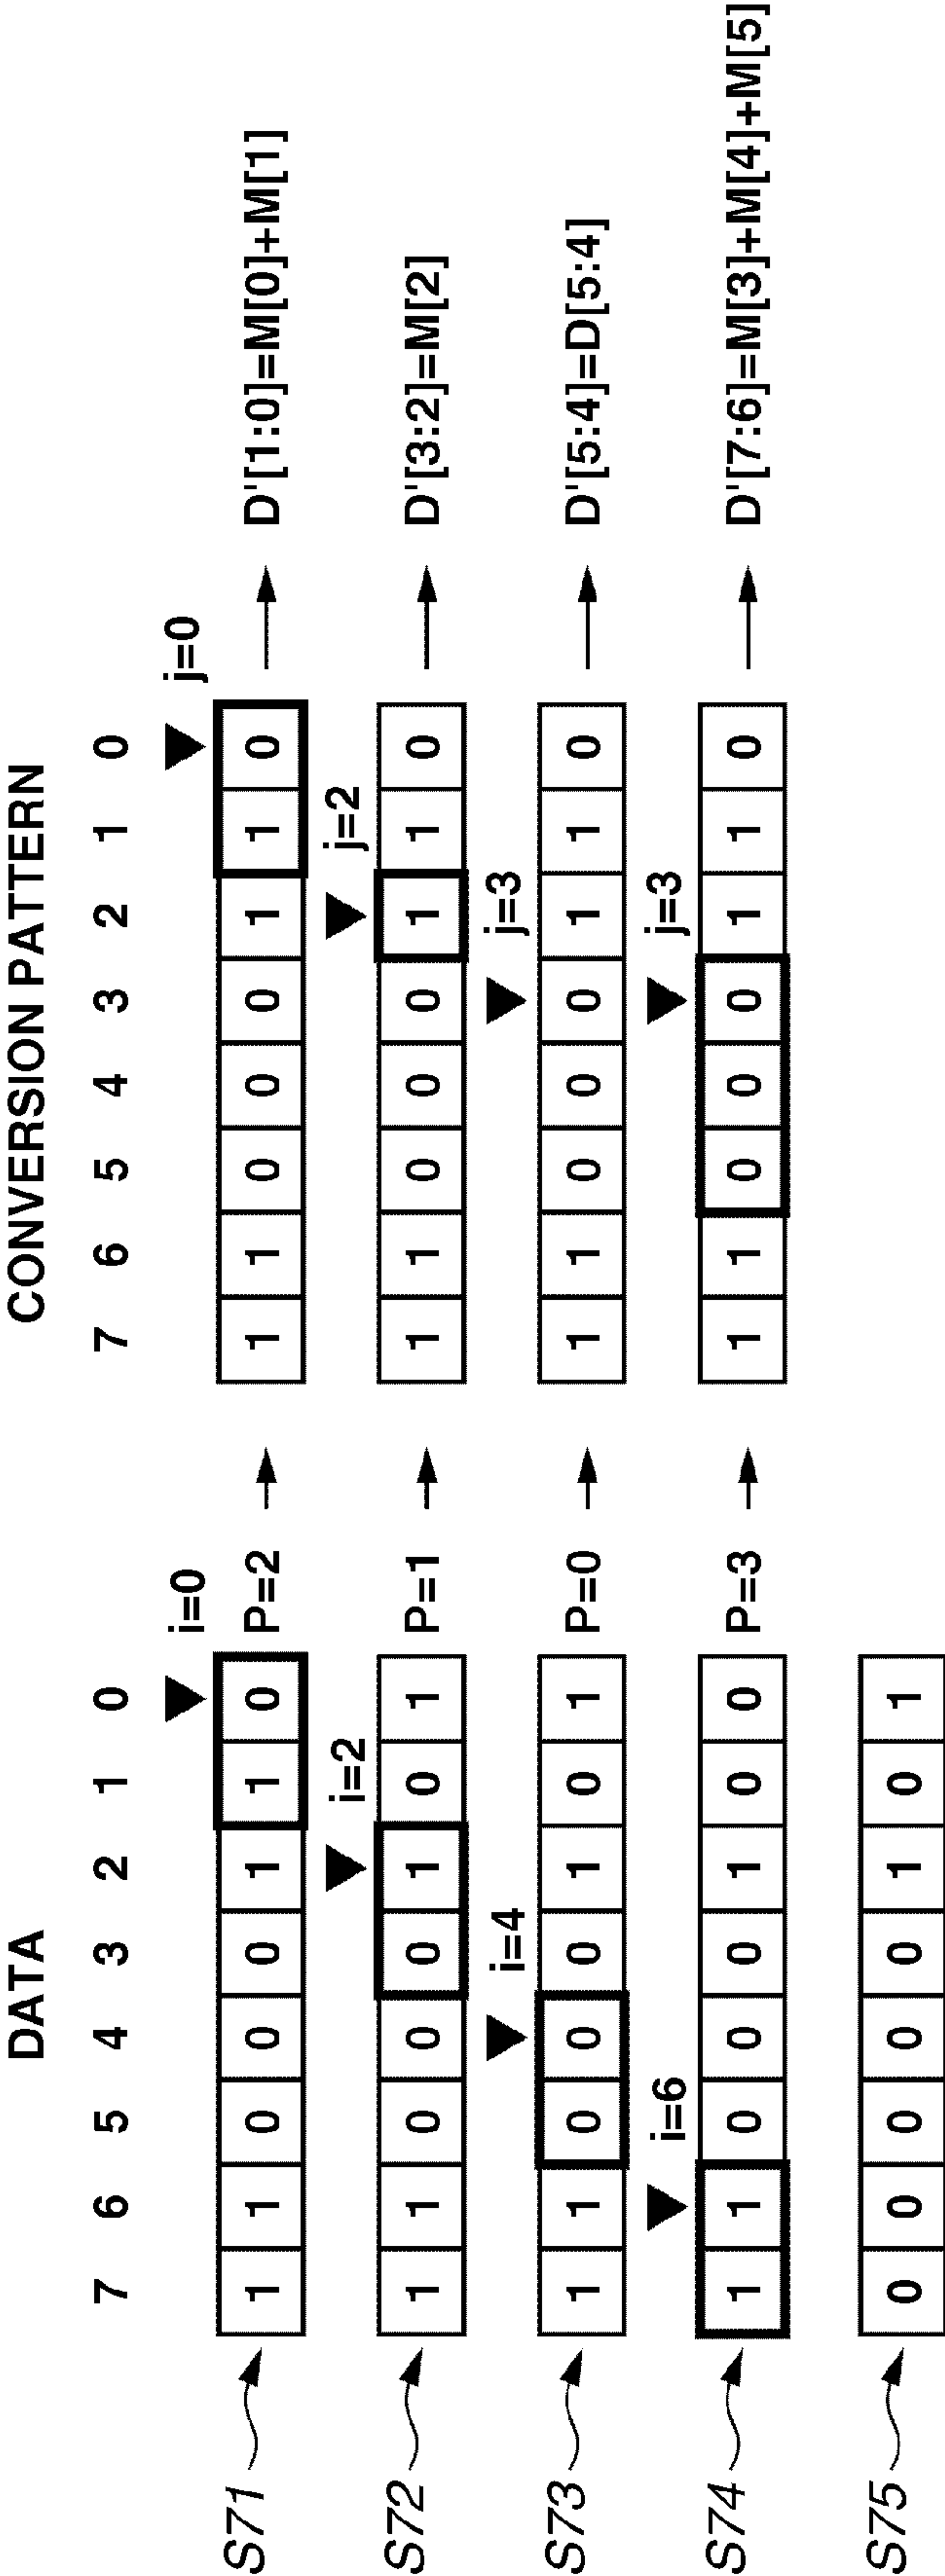 DATA CONVERSION PATTERN
7 6 5 4 3 2 1 0 7 6 5 4 3 2 1 0
i=0 j=0
S71 1 1 0 0 0 1 1 0 P=2 1 1 0 0 0 1 1 0 D'[1:0]=M[0]+M[1]
i=2 j=2
S72 1 1 0 0 0 1 0 1 P=1 1 1 0 0 0 1 1 0 D'[3:2]=M[2]
i=4 j=3
S73 1 1 0 0 0 1 0 1 P=0 1 1 0 0 0 1 1 0 D'[5:4]=D[5:4]
i=6 j=3
S74 1 1 0 0 0 1 0 0 P=3 1 1 0 0 0 1 1 0 D'[7:6]=M[3]+M[4]+M[5]
S75 0 0 0 0 0 1 0 1